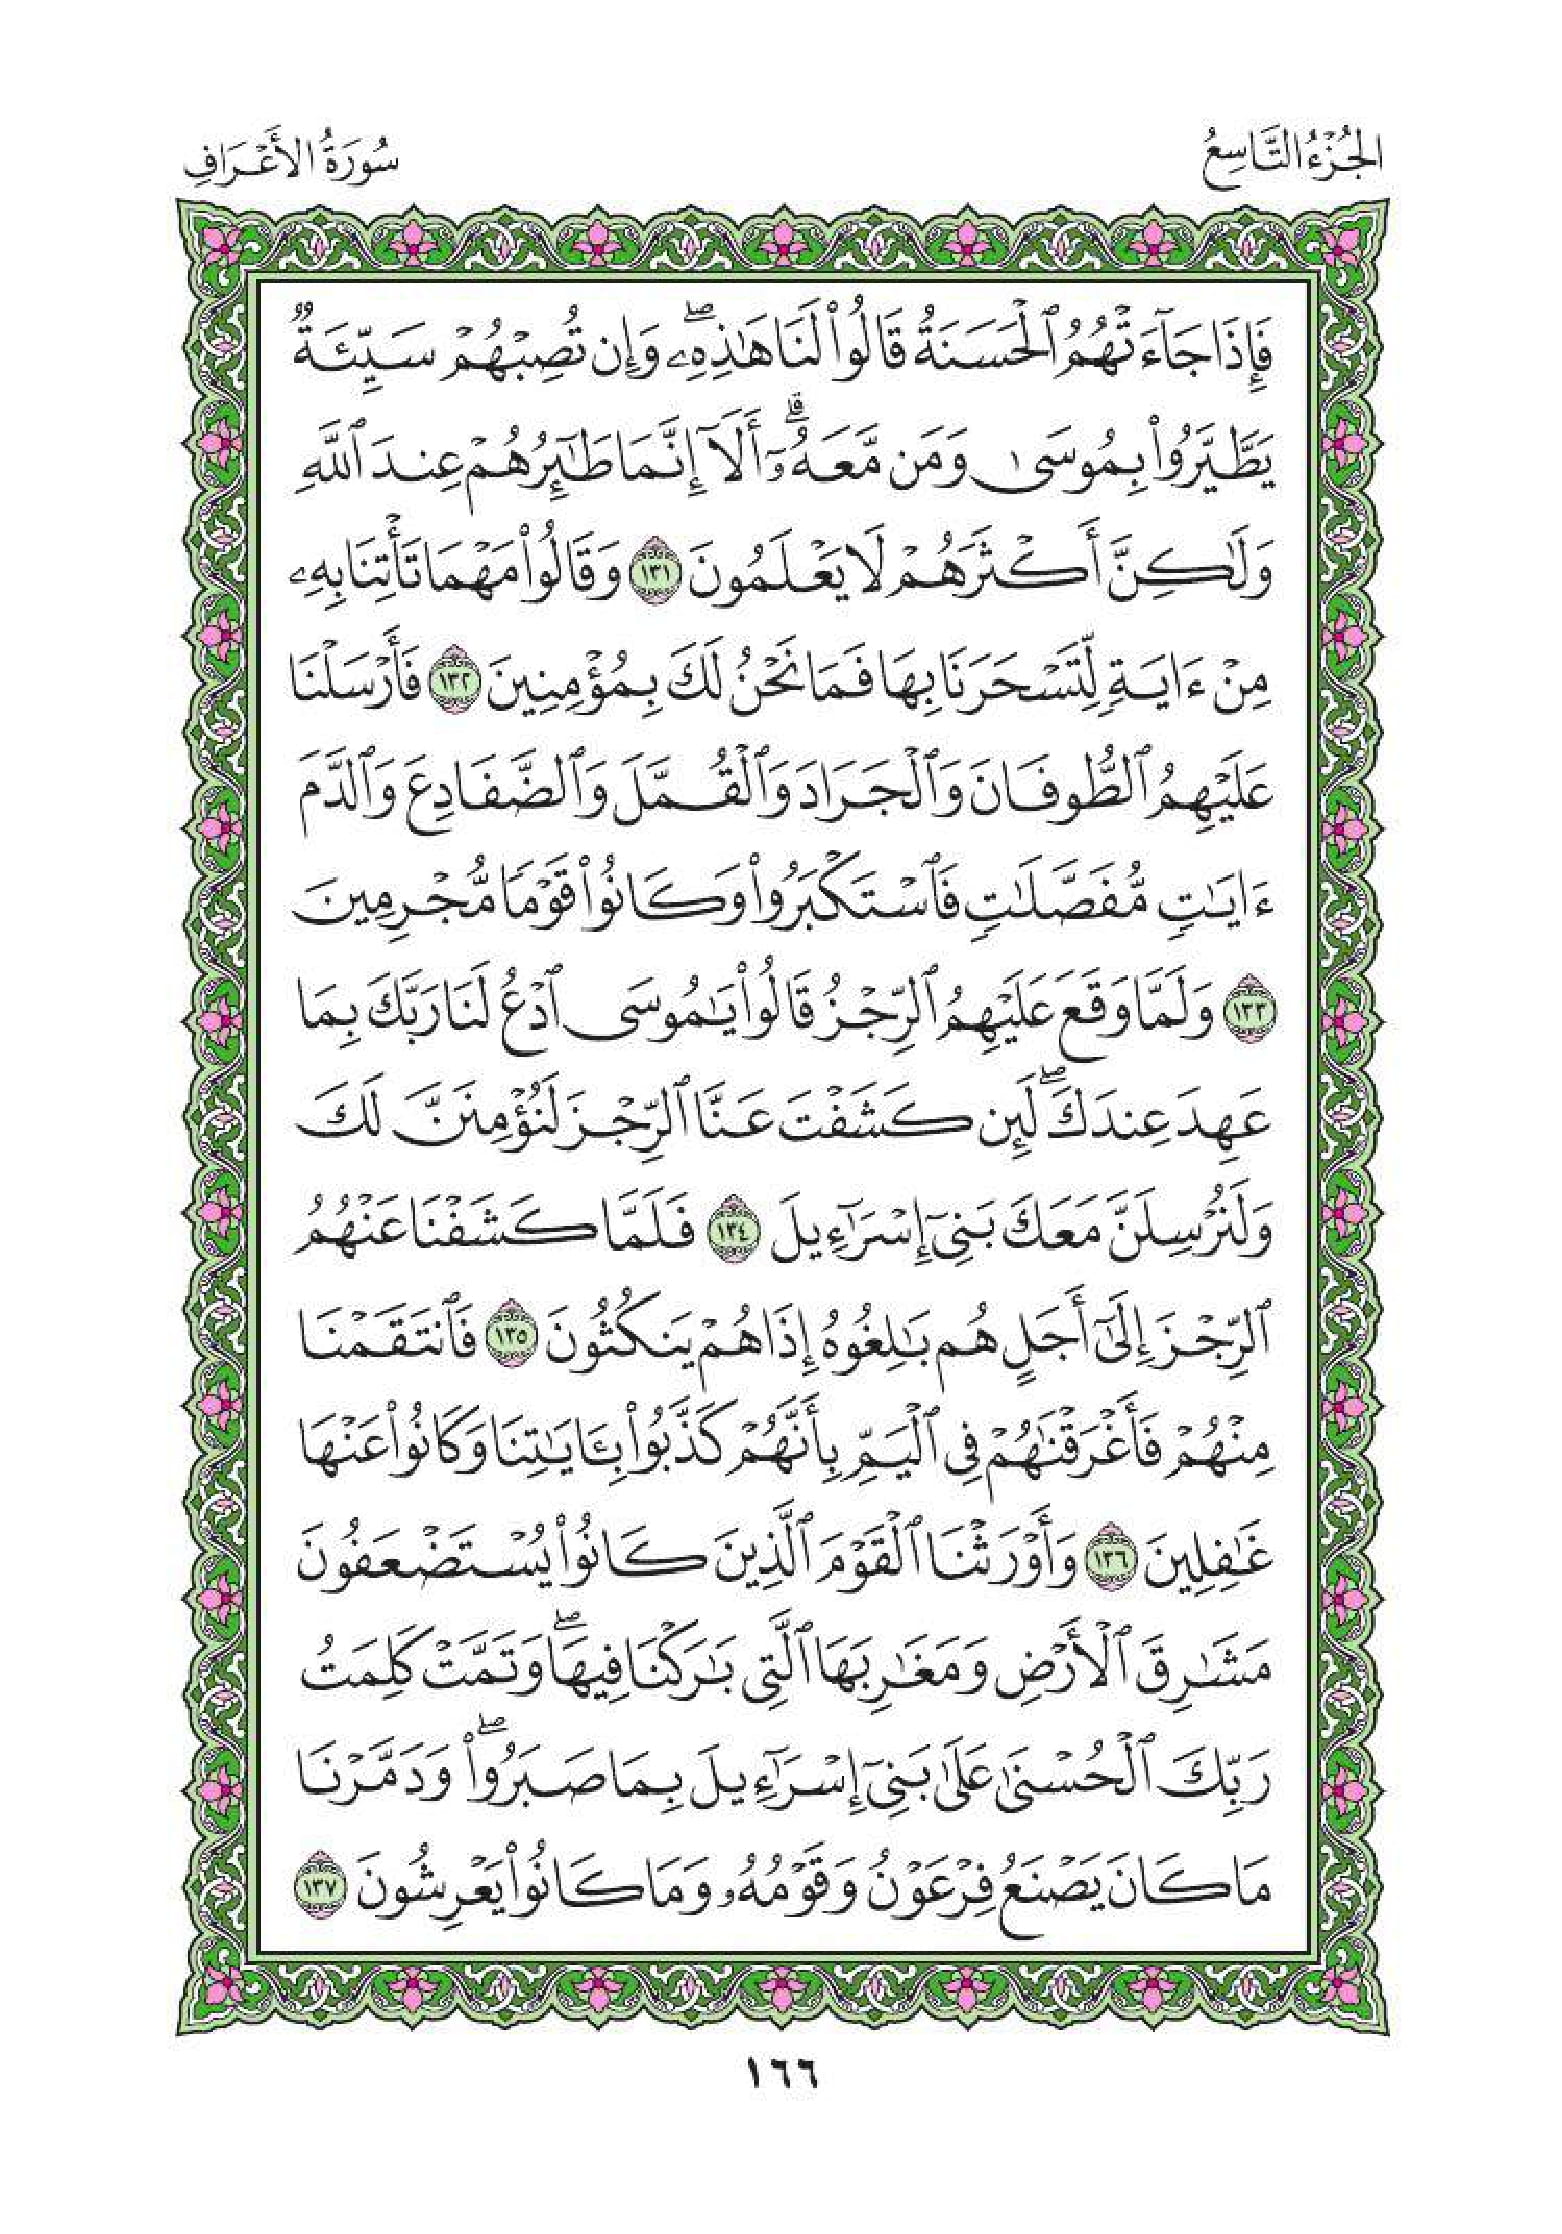 الجُزْءُ التَّاسِعُ
سُورَةُ الأَعْرَافِ
فَإِذَا جَآءَتْهُمُ ٱلْحَسَنَةُ قَالُوا۟ لَنَا هَـٰذِهِۦ ۖ وَإِن تُصِبْهُمْ سَيِّئَةٌ
يَطَّيَّرُوا۟ بِمُوسَىٰ وَمَن مَّعَهُۥٓ ۗ أَلَآ إِنَّمَا طَـٰٓئِرُهُمْ عِندَ ٱللَّهِ
وَلَـٰكِنَّ أَكْثَرَهُمْ لَا يَعْلَمُونَ ١٣١ وَقَالُوا۟ مَهْمَا تَأْتِنَا بِهِۦ
مِنْ ءَايَةٍ لِّتَسْحَرَنَا بِهَا فَمَا نَحْنُ لَكَ بِمُؤْمِنِينَ ١٣٢ فَأَرْسَلْنَا
عَلَيْهِمُ ٱلطُّوفَانَ وَٱلْجَرَادَ وَٱلْقُمَّلَ وَٱلضَّفَادِعَ وَٱلدَّمَ
ءَايَـٰتٍ مُّفَصَّلَـٰتٍ فَٱسْتَكْبَرُوا۟ وَكَانُوا۟ قَوْمًا مُّجْرِمِينَ
١٣٣ وَلَمَّا وَقَعَ عَلَيْهِمُ ٱلرِّجْزُ قَالُوا۟ يَـٰمُوسَى ٱدْعُ لَنَا رَبَّكَ بِمَا
عَهِدَ عِندَكَ ۖ لَئِن كَشَفْتَ عَنَّا ٱلرِّجْزَ لَنُؤْمِنَنَّ لَكَ
وَلَنُرْسِلَنَّ مَعَكَ بَنِىٓ إِسْرَٰٓءِيلَ ١٣٤ فَلَمَّا كَشَفْنَا عَنْهُمُ
ٱلرِّجْزَ إِلَىٰٓ أَجَلٍ هُم بَـٰلِغُوهُ إِذَا هُمْ يَنكُثُونَ ١٣٥ فَٱنتَقَمْنَا
مِنْهُمْ فَأَغْرَقْنَـٰهُمْ فِى ٱلْيَمِّ بِأَنَّهُمْ كَذَّبُوا۟ بِـَٔايَـٰتِنَا وَكَانُوا۟ عَنْهَا
غَـٰفِلِينَ ١٣٦ وَأَوْرَثْنَا ٱلْقَوْمَ ٱلَّذِينَ كَانُوا۟ يُسْتَضْعَفُونَ
مَشَـٰرِقَ ٱلْأَرْضِ وَمَغَـٰرِبَهَا ٱلَّتِى بَـٰرَكْنَا فِيهَا ۖ وَتَمَّتْ كَلِمَتُ
رَبِّكَ ٱلْحُسْنَىٰ عَلَىٰ بَنِىٓ إِسْرَٰٓءِيلَ بِمَا صَبَرُوا۟ ۖ وَدَمَّرْنَا
مَا كَانَ يَصْنَعُ فِرْعَوْنُ وَقَوْمُهُۥ وَمَا كَانُوا۟ يَعْرِشُونَ ١٣٧
١٦٦